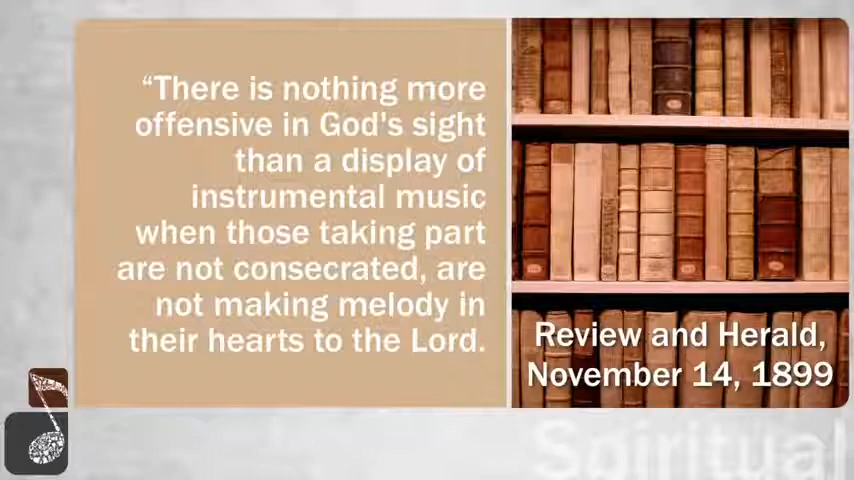 “There is nothing more
offensive in God's sight
than a display of
instrumental music
when those taking part
are not consecrated, are
not making melody in
their hearts to the Lord.
Review and Herald,
November 14, 1899
Spiritual